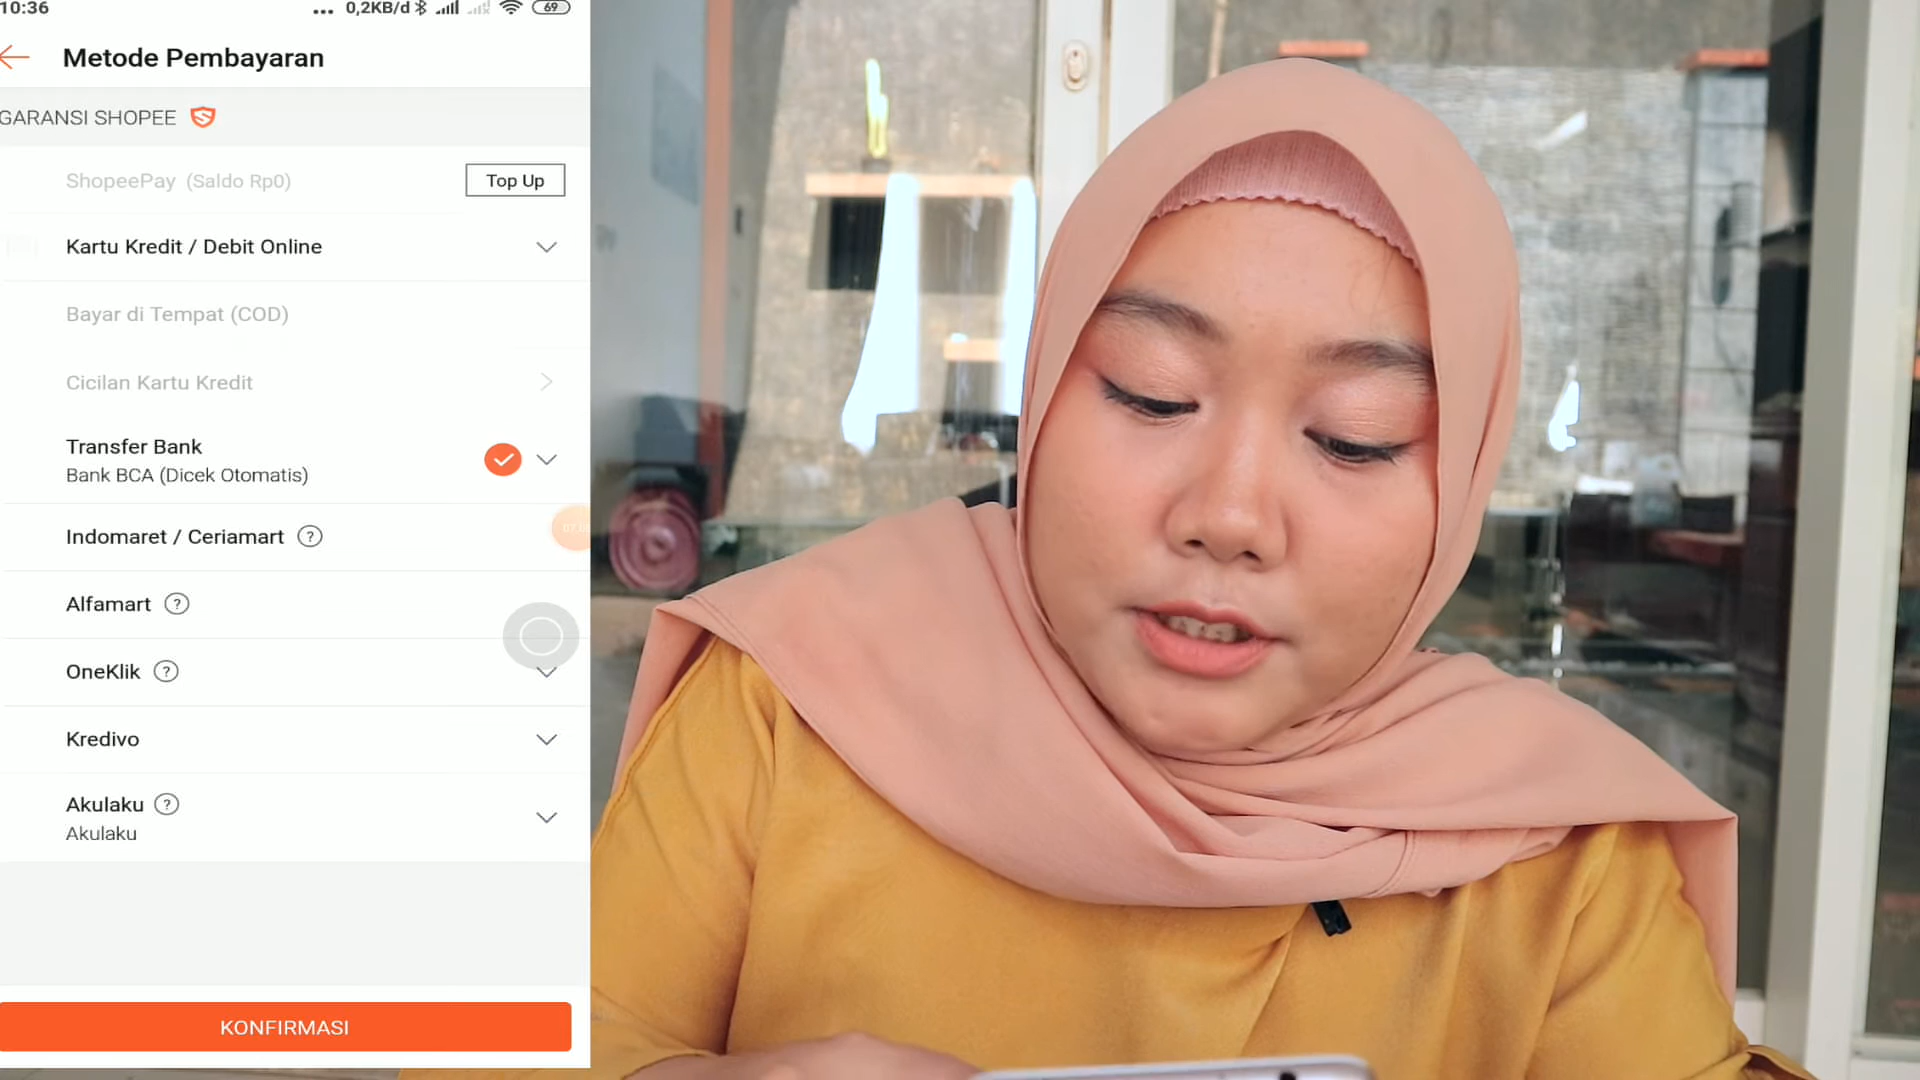 10:36
... 0,2KB/d 69
Metode Pembayaran
GARANSI SHOPEE
ShopeePay (Saldo Rp0)
Top Up
Kartu Kredit / Debit Online
Bayar di Tempat (COD)
Cicilan Kartu Kredit
Transfer Bank
Bank BCA (Dicek Otomatis)
Indomaret / Ceriamart ?
Alfamart ?
OneKlik ?
Kredivo
Akulaku ?
Akulaku
KONFIRMASI